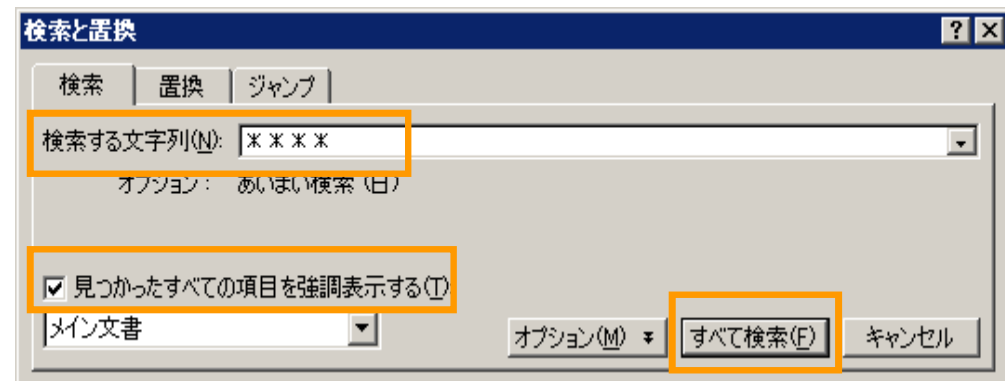 検索と置換
検索 置換 ジャンプ
検索する文字列(N): ＊＊＊＊
オプション： あいまい検索 (日)
見つかったすべての項目を強調表示する(T)
メイン文書 オプション(M) すべて検索(F) キャンセル